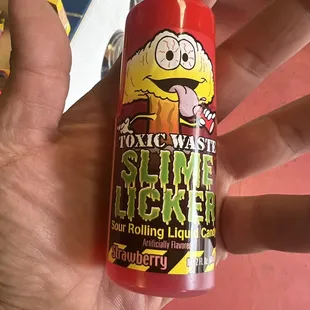 TOXIC WASTE
SLIME
LICKER
Sour Rolling Liquid Candy
Artificially Flavored
Strawberry